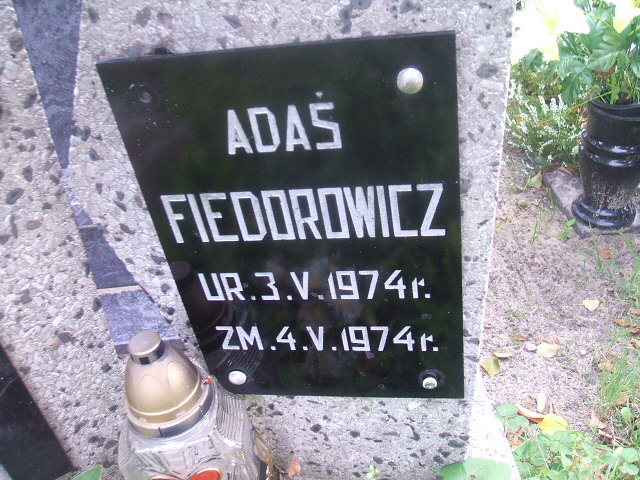 ADAŚ
FIEDOROWICZ
UR.3.V.1974r.
ZM.4.V.1974r.